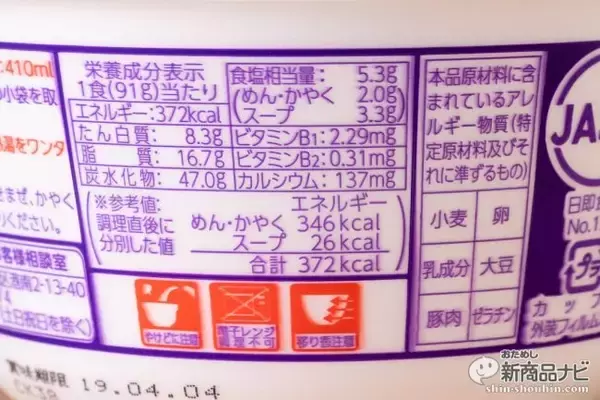 410ml
の小袋を取
湯をワンタ
まぜ、かやく
ください。
お客様相談室
港南2-13-40
土日祝日を除く)
栄養成分表示
1食(91g)当たり
エネルギー:372kcal
たん白質: 8.3g
脂 質: 16.7g
炭水化物: 47.0g
食塩相当量: 5.3g
(めん・かやく 2.0g
スープ 3.3g)
ビタミンB1: 2.29mg
ビタミンB2: 0.31mg
カルシウム: 137mg
※参考値:
調理直後に
分別した値
エネルギー
めん・かやく 346kcal
スープ 26kcal
合計 372kcal
やけどに注意
電子レンジ
調理不可
移り香注意
本品原材料に含
まれているアレ
ルギー物質(特
定原材料及びそ
れに準ずるもの)
小麦 卵
乳成分 大豆
豚肉 ゼラチン
JA
日即食
No.1
プラ
カップ
外装フィルム
賞味期限 19.04.04
おためし
新商品ナビ
shin-shouhin.com